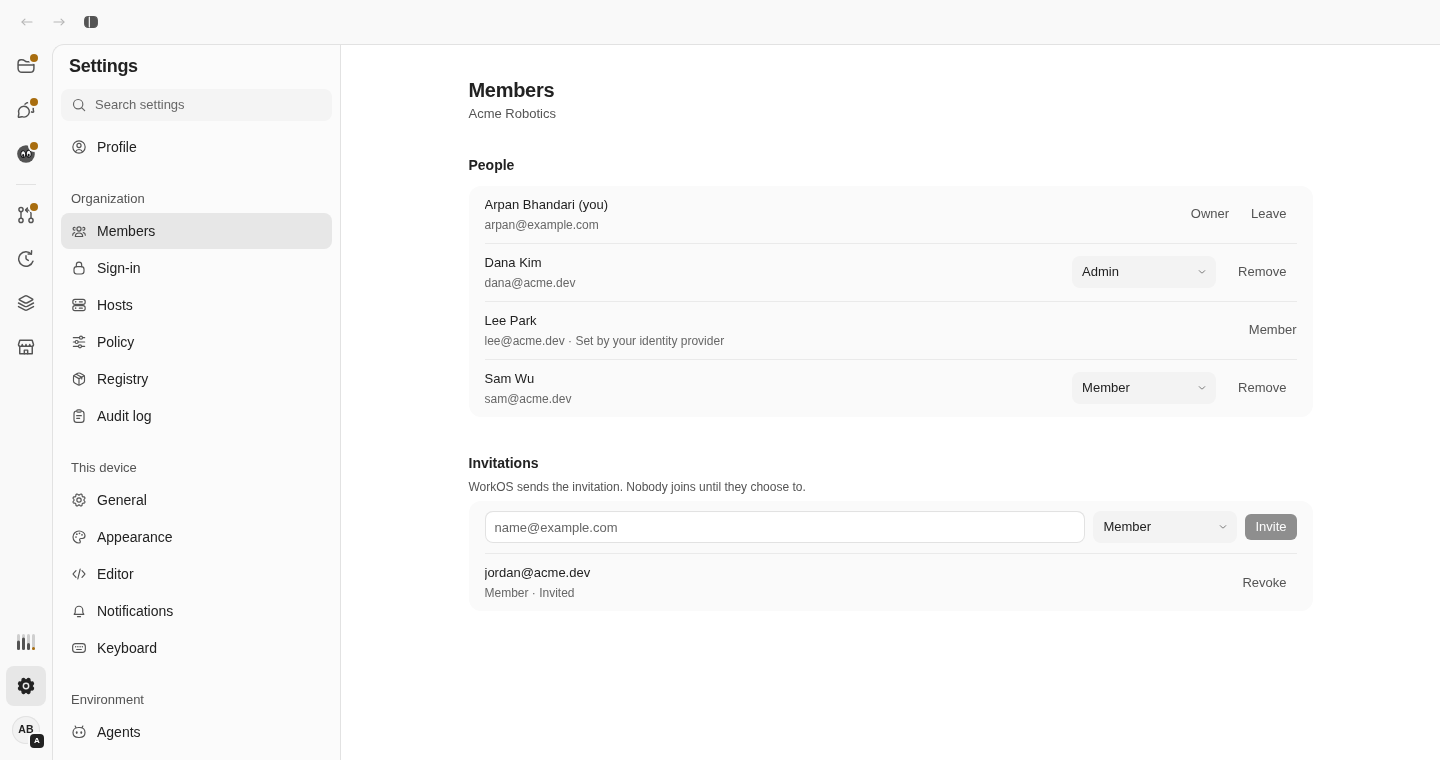 Settings
Search settings
Profile
Organization
Members
Sign-in
Hosts
Policy
Registry
Audit log
This device
General
Appearance
Editor
Notifications
Keyboard
Environment
Agents
AB
A
Members
Acme Robotics
People
Arpan Bhandari (you)
arpan@example.com
Owner Leave
Dana Kim
dana@acme.dev
Admin Remove
Lee Park
lee@acme.dev · Set by your identity provider
Member
Sam Wu
sam@acme.dev
Member Remove
Invitations
WorkOS sends the invitation. Nobody joins until they choose to.
name@example.com Member Invite
jordan@acme.dev
Member · Invited
Revoke